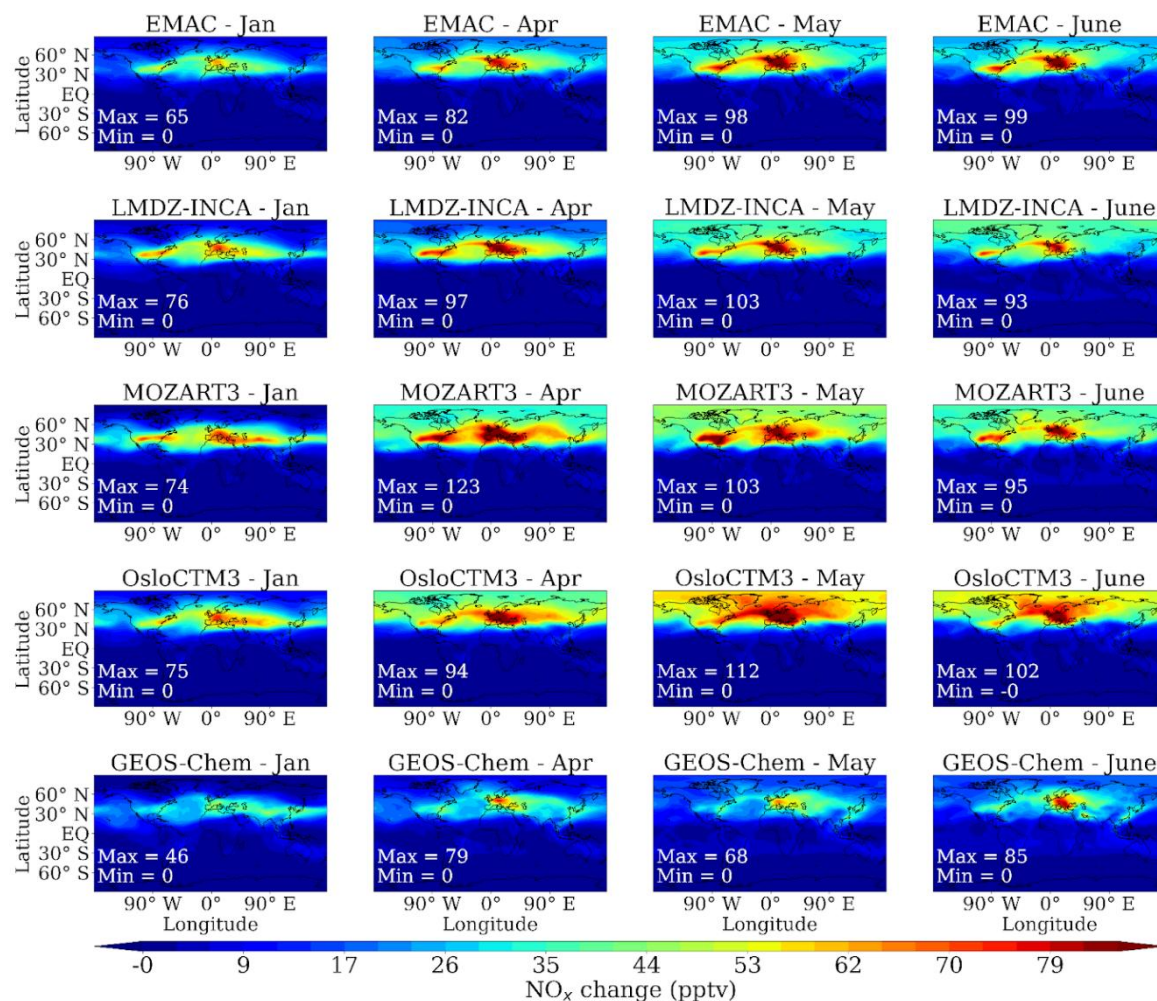 EMAC - Jan EMAC - Apr EMAC - May EMAC - June
Latitude
60° N
30° N
EQ
30° S
60° S
Max = 65 Max = 82 Max = 98 Max = 99
Min = 0 Min = 0 Min = 0 Min = 0
90° W 0° 90° E 90° W 0° 90° E 90° W 0° 90° E 90° W 0° 90° E
LMDZ-INCA - Jan LMDZ-INCA - Apr LMDZ-INCA - May LMDZ-INCA - June
Latitude
60° N
30° N
EQ
30° S
60° S
Max = 76 Max = 97 Max = 103 Max = 93
Min = 0 Min = 0 Min = 0 Min = 0
90° W 0° 90° E 90° W 0° 90° E 90° W 0° 90° E 90° W 0° 90° E
MOZART3 - Jan MOZART3 - Apr MOZART3 - May MOZART3 - June
Latitude
60° N
30° N
EQ
30° S
60° S
Max = 74 Max = 123 Max = 103 Max = 95
Min = 0 Min = 0 Min = 0 Min = 0
90° W 0° 90° E 90° W 0° 90° E 90° W 0° 90° E 90° W 0° 90° E
OsloCTM3 - Jan OsloCTM3 - Apr OsloCTM3 - May OsloCTM3 - June
Latitude
60° N
30° N
EQ
30° S
60° S
Max = 75 Max = 94 Max = 112 Max = 102
Min = 0 Min = 0 Min = 0 Min = -0
90° W 0° 90° E 90° W 0° 90° E 90° W 0° 90° E 90° W 0° 90° E
GEOS-Chem - Jan GEOS-Chem - Apr GEOS-Chem - May GEOS-Chem - June
Latitude
60° N
30° N
EQ
30° S
60° S
Max = 46 Max = 79 Max = 68 Max = 85
Min = 0 Min = 0 Min = 0 Min = 0
90° W 0° 90° E 90° W 0° 90° E 90° W 0° 90° E 90° W 0° 90° E
Longitude Longitude Longitude Longitude
-0 9 17 26 35 44 53 62 70 79
NOₓ change (pptv)